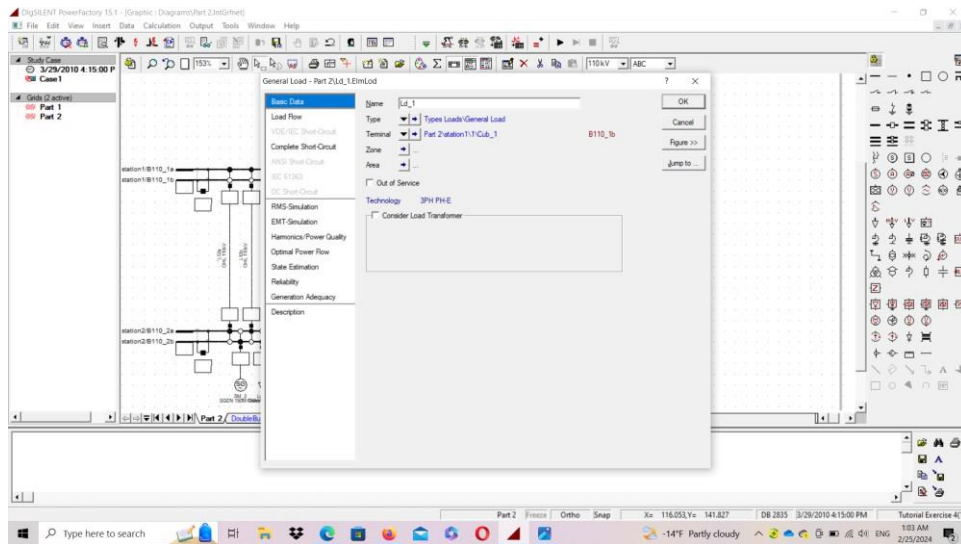 DIgSILENT PowerFactory 15.1 - [Graphic : Diagrams\Part 2.IntGrfnet]
File Edit View Insert Data Calculation Output Tools Window Help
153% 110kV ABC
Study Case
3/29/2010 4:15:00 P
Case1
Grids (2 active)
Part 1
Part 2
General Load - Part 2\Ld_1.ElmLod
? ×
Basic Data
Load Flow
VDE/IEC Short-Circuit
Complete Short-Circuit
ANSI Short-Circuit
IEC 61363
DC Short-Circuit
RMS-Simulation
EMT-Simulation
Harmonics/Power Quality
Optimal Power Flow
State Estimation
Reliability
Generation Adequacy
Description
Name Ld_1
Type Types Loads\General Load
Terminal Part 2\station1\1\Cub_1 B110_1b
Zone ...
Area ...
Out of Service
Technology 3PH PH-E
Consider Load Transformer
OK
Cancel
Figure >>
Jump to ...
station1/B110_1a
station1/B110_1b
station2/B110_2a
station2/B110_2b
Part 2 DoubleBu
Part 2 Freeze Ortho Snap X= 116.053,Y= 141.827 DB 2835 3/29/2010 4:15:00 PM Tutorial Exercise 4(
Type here to search
-14°F Partly cloudy
ENG
1:03 AM
2/25/2024